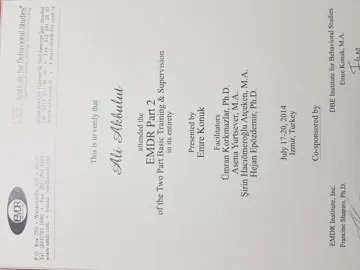 DBE Institute for Behavioral Studies
EMDR
This is to verify that
Ali Akbulut
attended the
EMDR Part 2
of the Two Part Basic Training & Supervision
in its entirety
Presented by
Emre Konuk
Facilitators
Ümran Korkmazlar, Ph.D.
Asena Yurtsever, M.A.
Şirin Hacıömeroğlu Atçeken, M.A.
Hejan Epözdemir, Ph.D.
July 17-20, 2014
Izmir, Turkey
Co-sponsored by
EMDR Institute, Inc.
Francine Shapiro, Ph.D.
DBE Institute for Behavioral Studies
Emre Konuk, M.A.